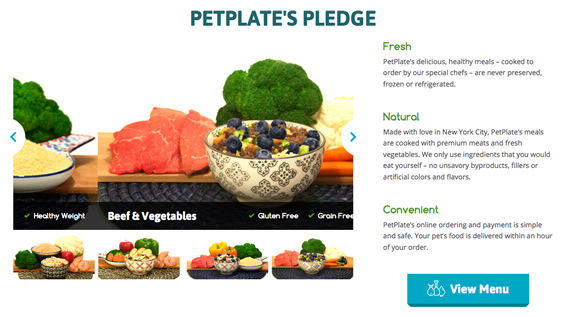 PETPLATE'S PLEDGE
Fresh
PetPlate's delicious, healthy meals – cooked to
order by our special chefs – are never preserved,
frozen or refrigerated.
Natural
Made with love in New York City, PetPlate's meals
are cooked with premium meats and fresh
vegetables. We only use ingredients that you would
eat yourself – no unsavory byproducts, fillers or
artificial colors and flavors.
Convenient
PetPlate's online ordering and payment is simple
and safe. Your pet's food is delivered within an hour
of your order.
✓ Healthy Weight
Beef & Vegetables
✓ Gluten Free ✓ Grain Free
View Menu